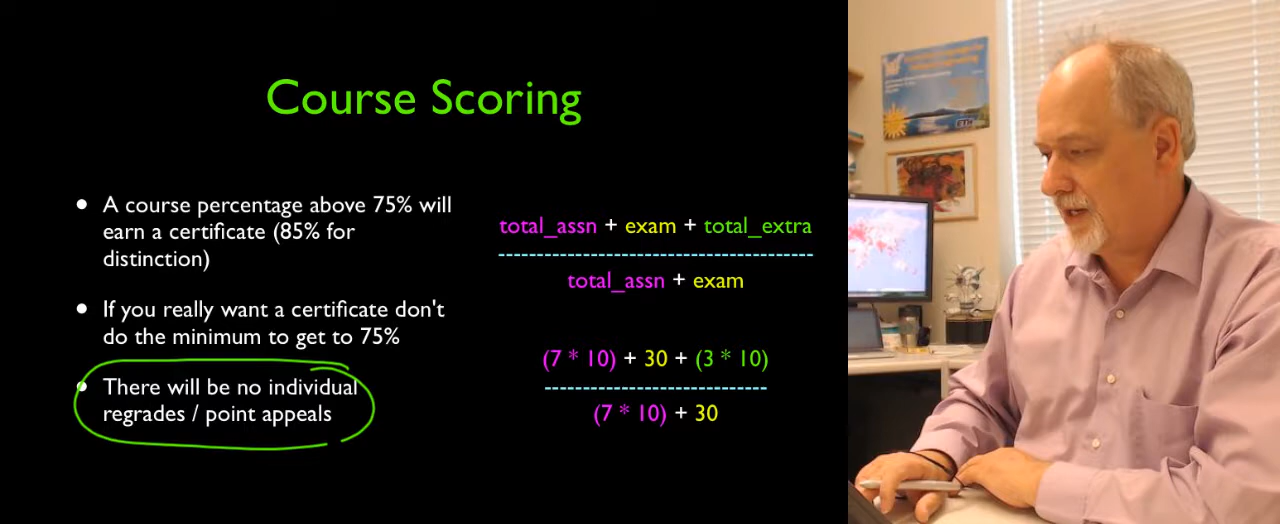 Course Scoring
● A course percentage above 75% will
earn a certificate (85% for
distinction)
● If you really want a certificate don't
do the minimum to get to 75%
● There will be no individual
regrades / point appeals
total_assn + exam + total_extra
-----------------------------------------
total_assn + exam
(7 * 10) + 30 + (3 * 10)
-----------------------------
(7 * 10) + 30